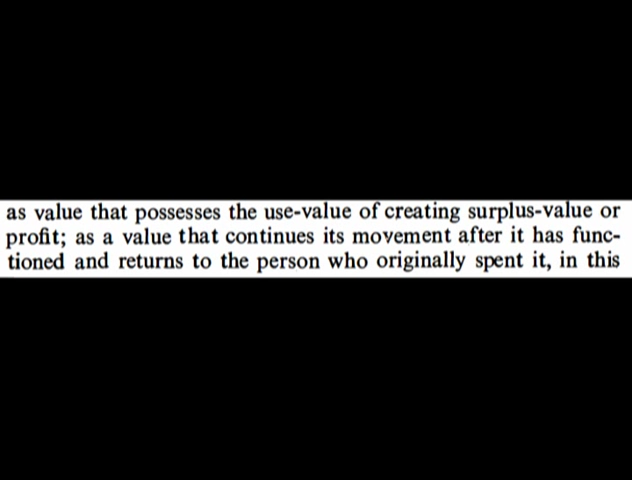 as value that possesses the use-value of creating surplus-value or
profit; as a value that continues its movement after it has func-
tioned and returns to the person who originally spent it, in this